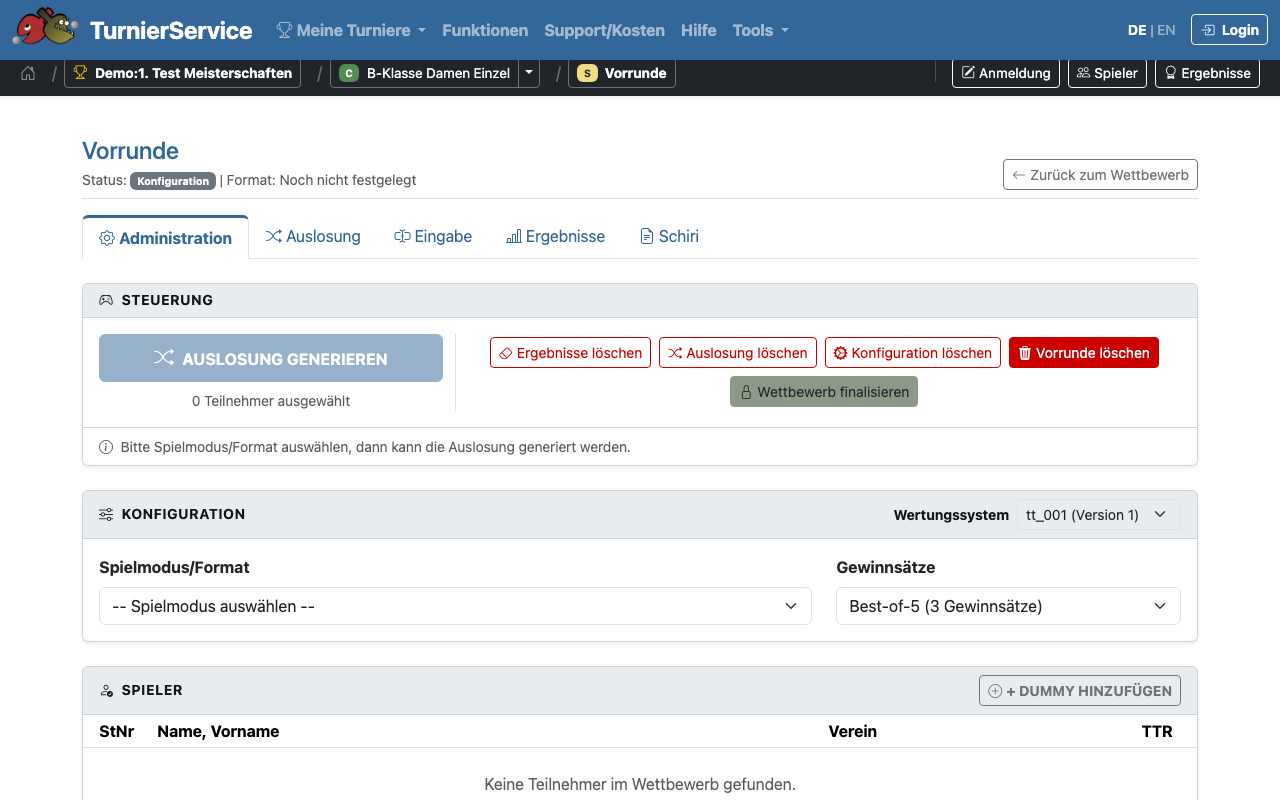 TurnierService Meine Turniere Funktionen Support/Kosten Hilfe Tools DE | EN Login
/ Demo:1. Test Meisterschaften / C B-Klasse Damen Einzel / S Vorrunde Anmeldung Spieler Ergebnisse
Vorrunde
Status: Konfiguration | Format: Noch nicht festgelegt
Zurück zum Wettbewerb
Administration Auslosung Eingabe Ergebnisse Schiri
STEUERUNG
AUSLOSUNG GENERIEREN
0 Teilnehmer ausgewählt
Ergebnisse löschen Auslosung löschen Konfiguration löschen Vorrunde löschen
Wettbewerb finalisieren
Bitte Spielmodus/Format auswählen, dann kann die Auslosung generiert werden.
KONFIGURATION Wertungssystem tt_001 (Version 1)
Spielmodus/Format Gewinnsätze
-- Spielmodus auswählen -- Best-of-5 (3 Gewinnsätze)
SPIELER + DUMMY HINZUFÜGEN
StNr Name, Vorname Verein TTR
Keine Teilnehmer im Wettbewerb gefunden.